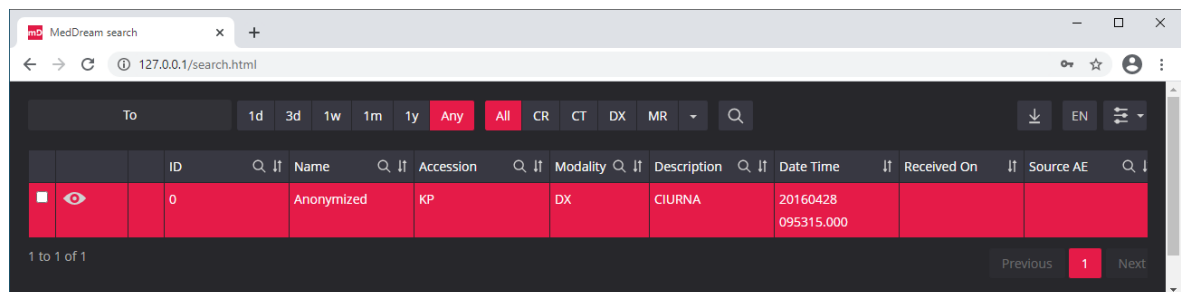 mD MedDream search
127.0.0.1/search.html
To 1d 3d 1w 1m 1y Any All CR CT DX MR EN
ID Name Accession Modality Description Date Time Received On Source AE
0 Anonymized KP DX CIURNA 20160428
095315.000
1 to 1 of 1
Previous 1 Next